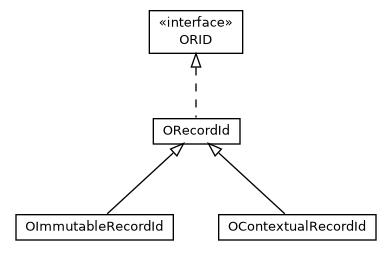 «interface»
ORID
ORecordId
OImmutableRecordId
OContextualRecordId